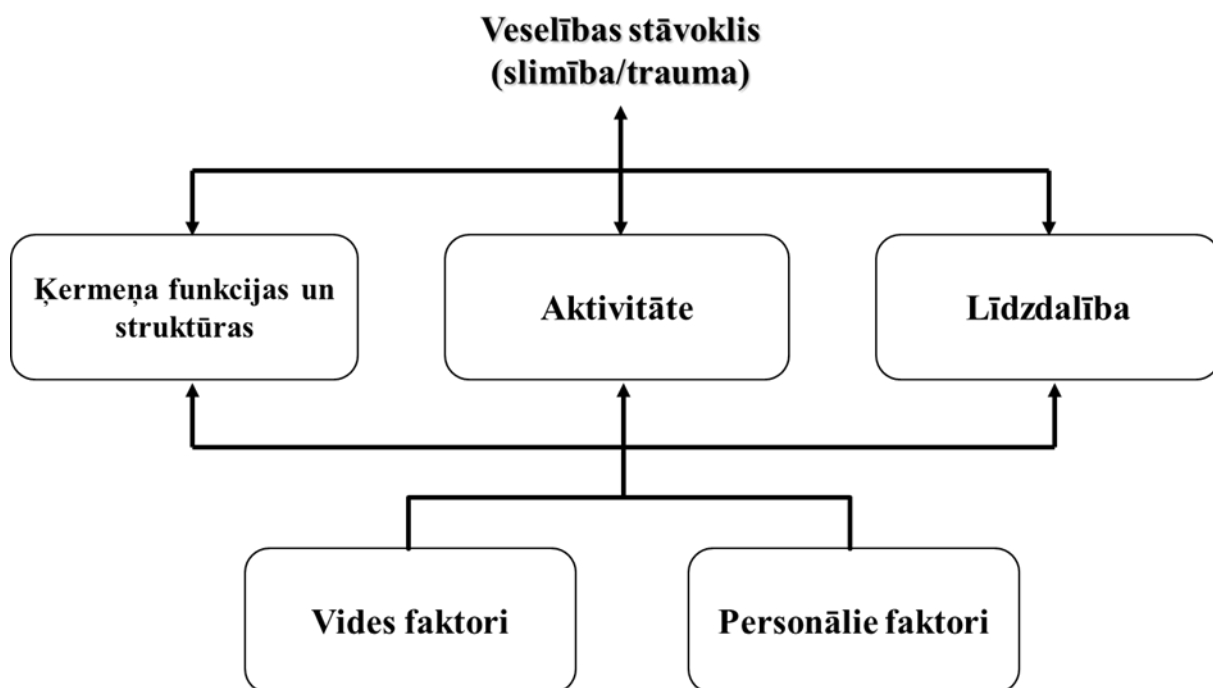 Veselības stāvoklis
(slimība/trauma)
Ķermeņa funkcijas un
struktūras
Aktivitāte
Līdzdalība
Vides faktori
Personālie faktori